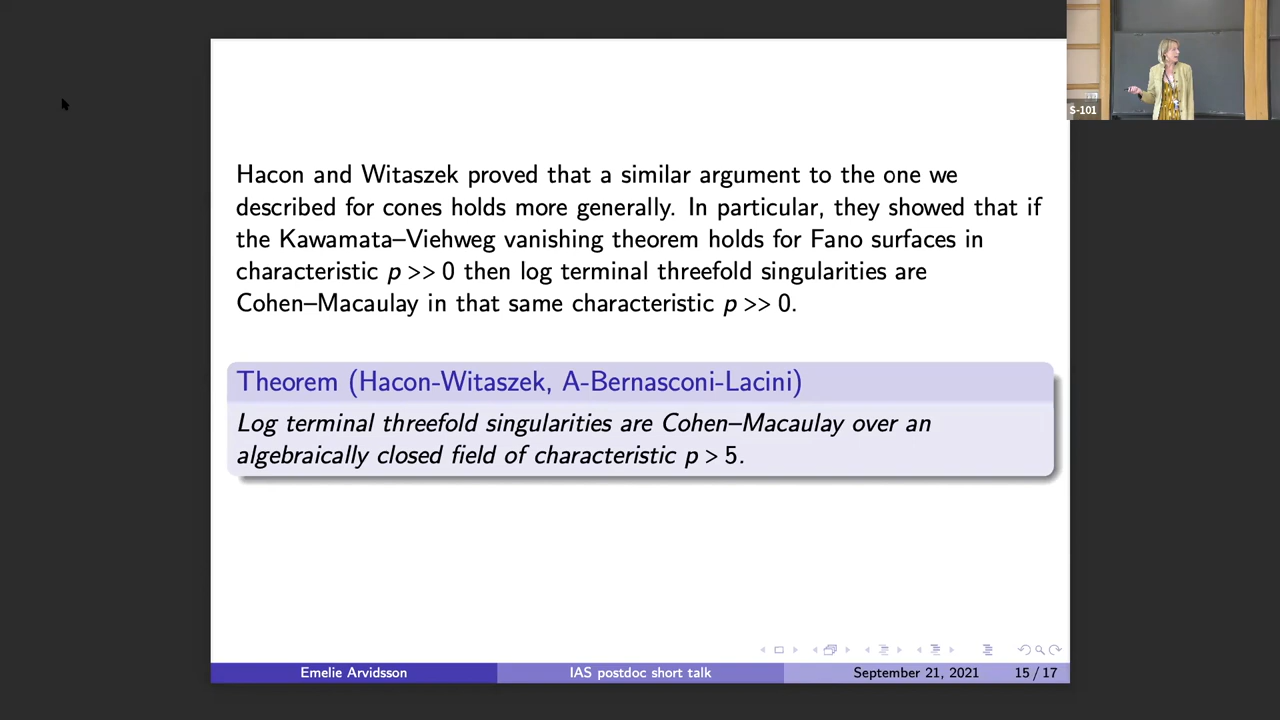 S-101
Hacon and Witaszek proved that a similar argument to the one we
described for cones holds more generally. In particular, they showed that if
the Kawamata–Viehweg vanishing theorem holds for Fano surfaces in
characteristic p >> 0 then log terminal threefold singularities are
Cohen–Macaulay in that same characteristic p >> 0.
Theorem (Hacon-Witaszek, A-Bernasconi-Lacini)
Log terminal threefold singularities are Cohen–Macaulay over an
algebraically closed field of characteristic p > 5.
Emelie Arvidsson IAS postdoc short talk September 21, 2021 15 / 17